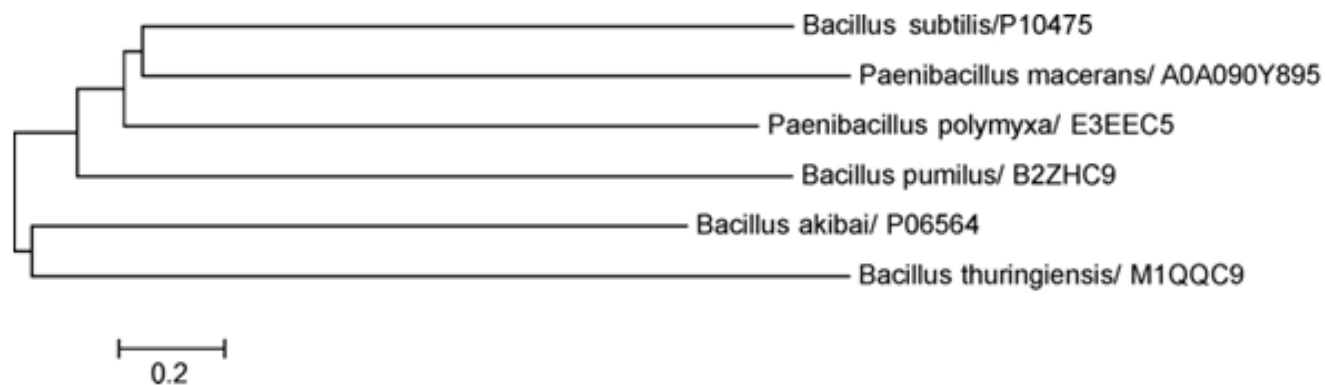 Bacillus subtilis/P10475
Paenibacillus macerans/ A0A090Y895
Paenibacillus polymyxa/ E3EEC5
Bacillus pumilus/ B2ZHC9
Bacillus akibai/ P06564
Bacillus thuringiensis/ M1QQC9
0.2